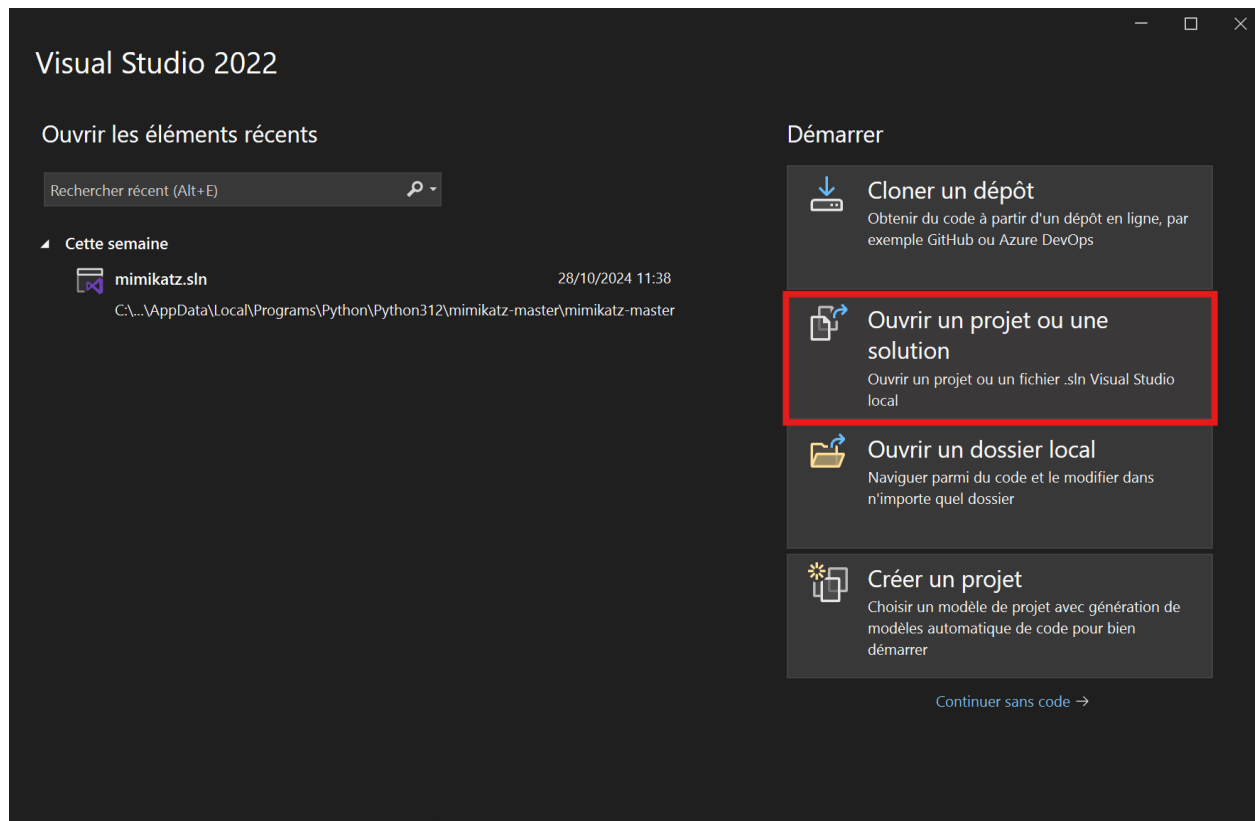 Visual Studio 2022
Ouvrir les éléments récents
Rechercher récent (Alt+E)
Cette semaine
mimikatz.sln 28/10/2024 11:38
C:\...\AppData\Local\Programs\Python\Python312\mimikatz-master\mimikatz-master
Démarrer
Cloner un dépôt
Obtenir du code à partir d'un dépôt en ligne, par
exemple GitHub ou Azure DevOps
Ouvrir un projet ou une
solution
Ouvrir un projet ou un fichier .sln Visual Studio
local
Ouvrir un dossier local
Naviguer parmi du code et le modifier dans
n'importe quel dossier
Créer un projet
Choisir un modèle de projet avec génération de
modèles automatique de code pour bien
démarrer
Continuer sans code →